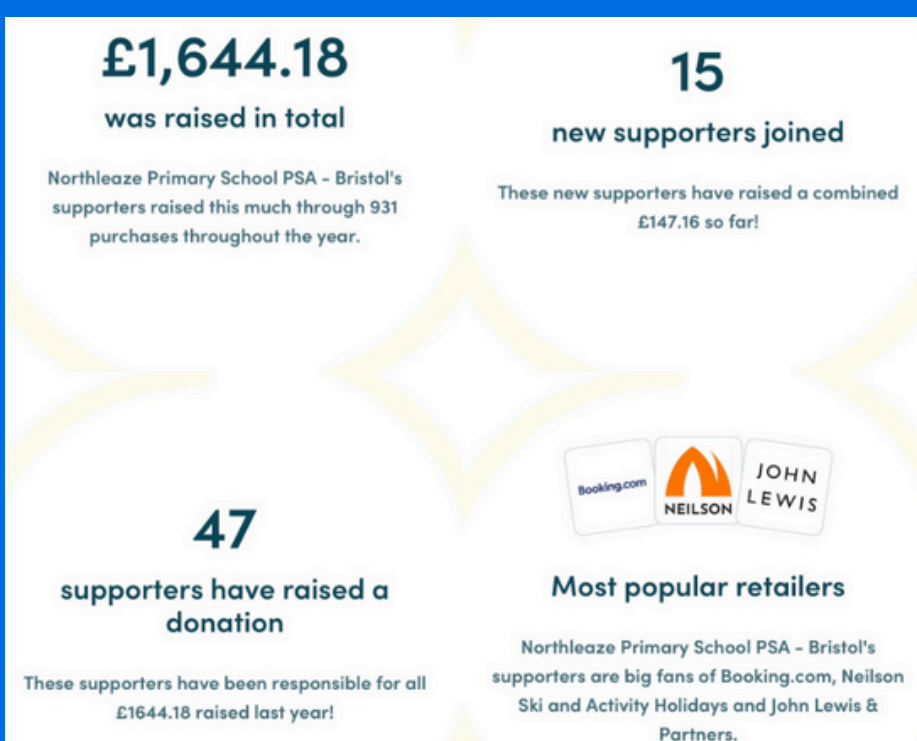 £1,644.18
was raised in total
Northleaze Primary School PSA - Bristol's
supporters raised this much through 931
purchases throughout the year.
15
new supporters joined
These new supporters have raised a combined
£147.16 so far!
47
supporters have raised a
donation
These supporters have been responsible for all
£1644.18 raised last year!
Booking.com
NEILSON
JOHN
LEWIS
Most popular retailers
Northleaze Primary School PSA - Bristol's
supporters are big fans of Booking.com, Neilson
Ski and Activity Holidays and John Lewis &
Partners.